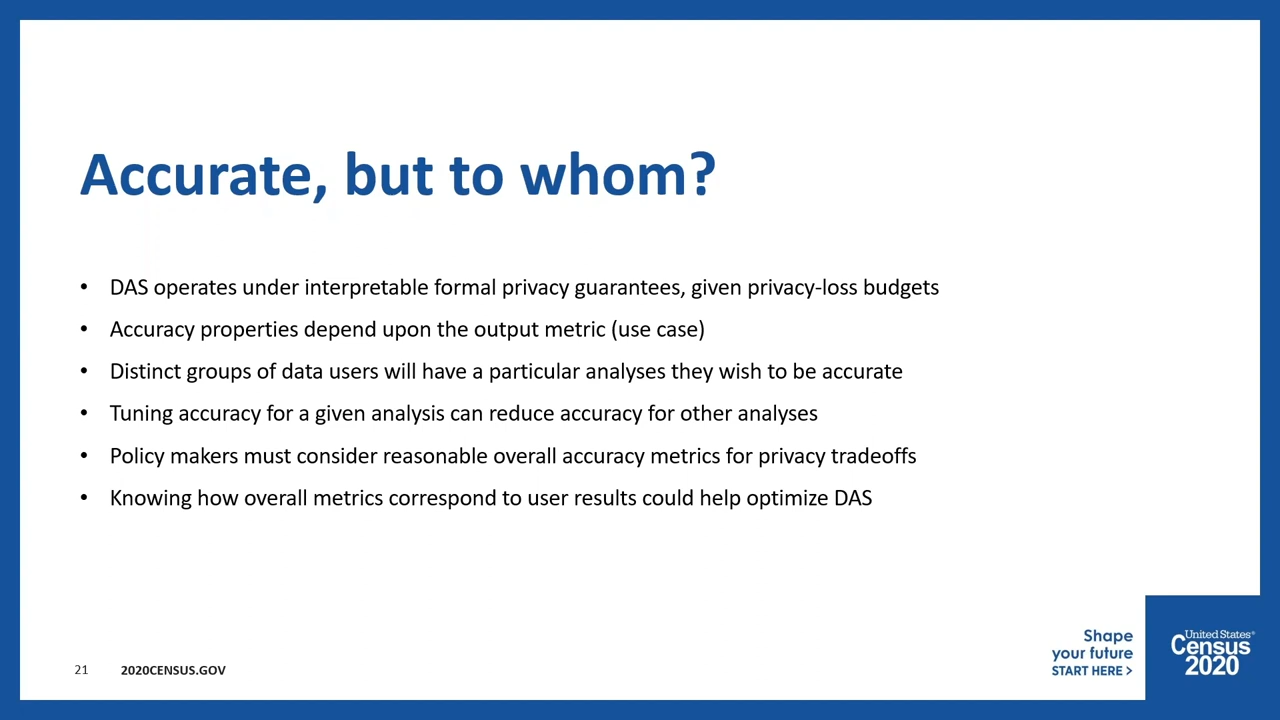 Accurate, but to whom?
• DAS operates under interpretable formal privacy guarantees, given privacy-loss budgets
• Accuracy properties depend upon the output metric (use case)
• Distinct groups of data users will have a particular analyses they wish to be accurate
• Tuning accuracy for a given analysis can reduce accuracy for other analyses
• Policy makers must consider reasonable overall accuracy metrics for privacy tradeoffs
• Knowing how overall metrics correspond to user results could help optimize DAS
Shape
your future
START HERE >
United States®
Census
2020
21 2020CENSUS.GOV